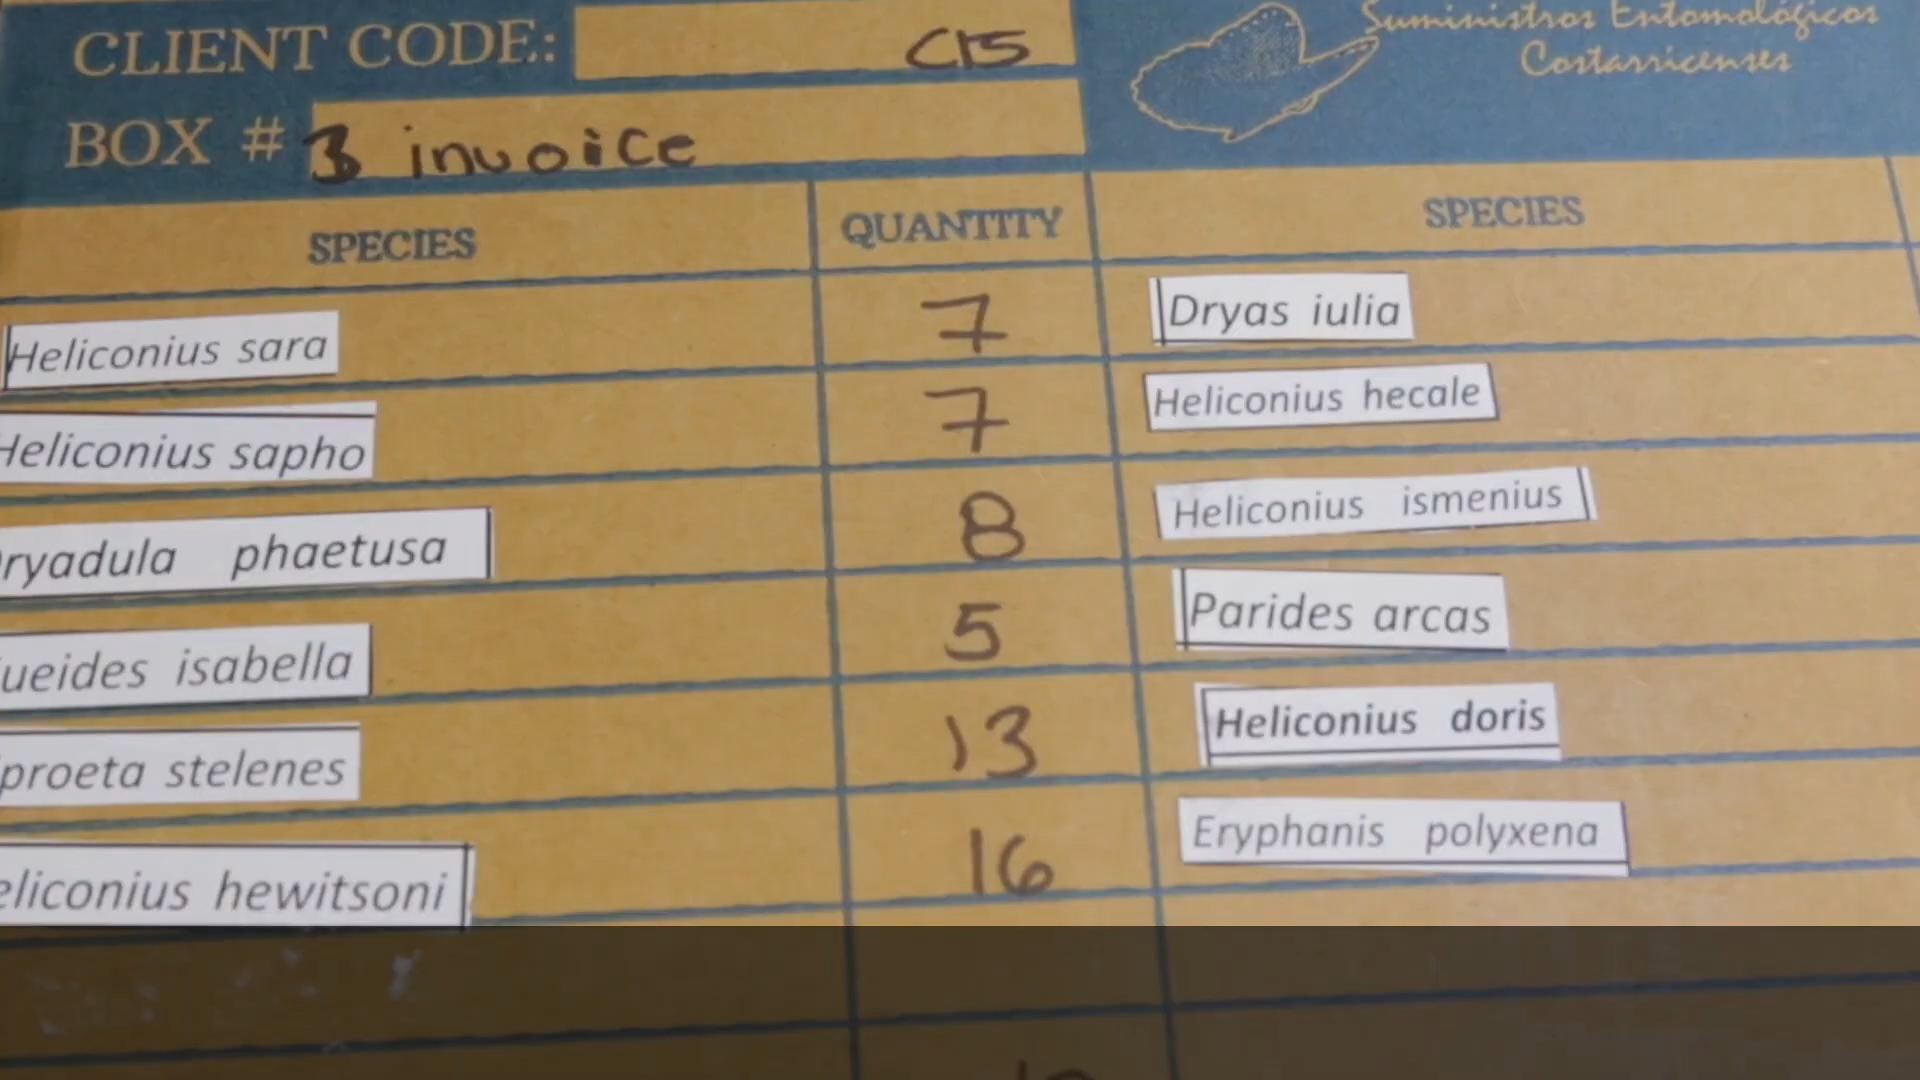 CLIENT CODE: C15
Suministros Entomológicos
Costarricenses
BOX # 3 invoice
SPECIES QUANTITY SPECIES
Heliconius sara 7 Dryas iulia
Heliconius sapho 7 Heliconius hecale
ryadula phaetusa 8 Heliconius ismenius
ueides isabella 5 Parides arcas
proeta stelenes 13 Heliconius doris
eliconius hewitsoni 16 Eryphanis polyxena